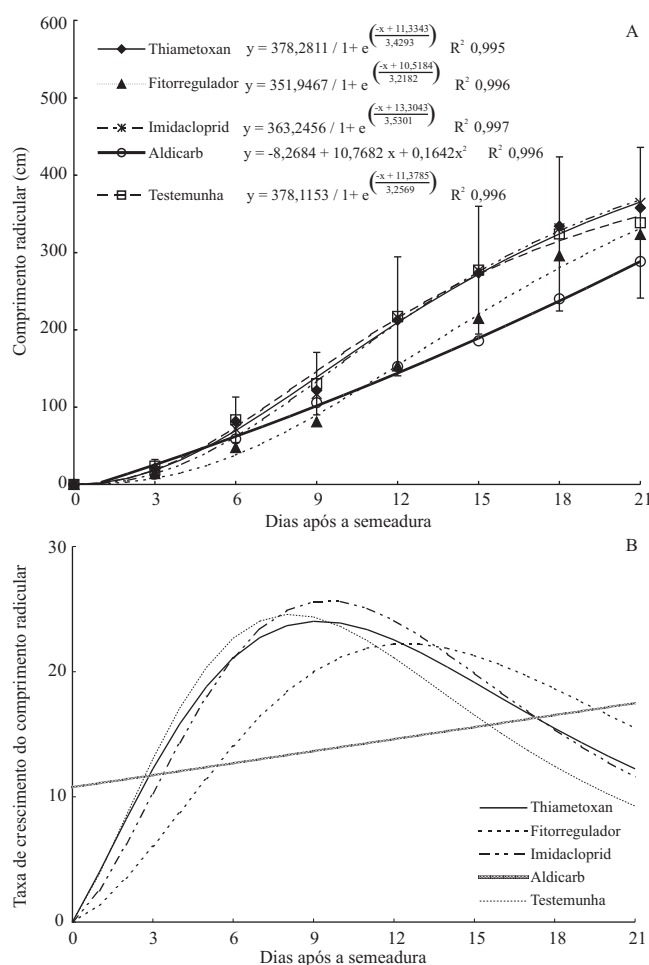 A
Thiametoxan y = 378,2811 / 1+ e(-x + 11,3343 / 3,4293) R² 0,995
Fitorregulador y = 351,9467 / 1+ e(-x + 10,5184 / 3,2182) R² 0,996
Imidacloprid y = 363,2456 / 1+ e(-x + 13,3043 / 3,5301) R² 0,997
Aldicarb y = -8,2684 + 10,7682 x + 0,1642x² R² 0,996
Testemunha y = 378,1153 / 1+ e(-x + 11,3785 / 3,2569) R² 0,996
Comprimento radicular (cm)
600
500
400
300
200
100
0
0 3 6 9 12 15 18 21
Dias após a semeadura
B
Taxa de crescimento do comprimento radicular
30
20
10
0
Thiametoxan
Fitorregulador
Imidacloprid
Aldicarb
Testemunha
0 3 6 9 12 15 18 21
Dias após a semeadura